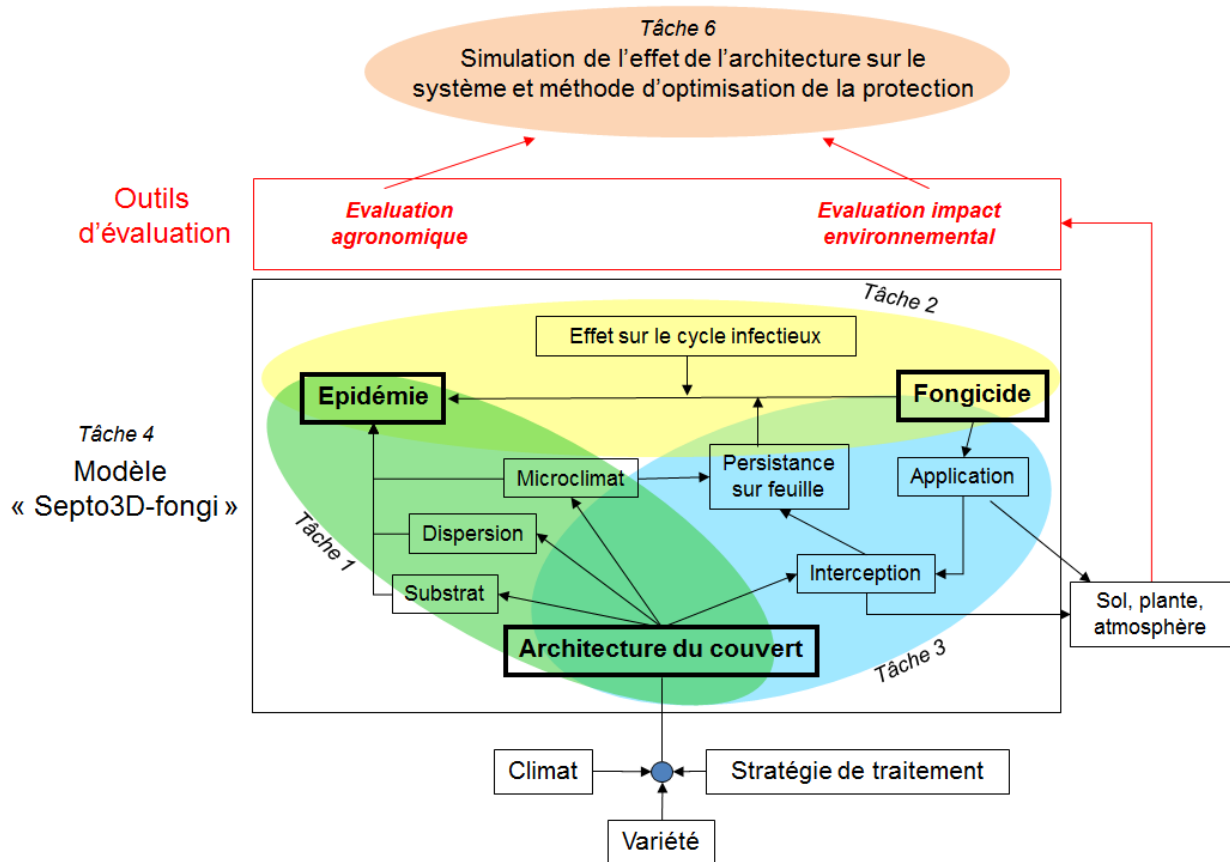 Tâche 6
Simulation de l'effet de l'architecture sur le
système et méthode d'optimisation de la protection
Outils
d'évaluation
Evaluation
agronomique
Evaluation impact
environnemental
Tâche 2
Effet sur le cycle infectieux
Epidémie
Fongicide
Tâche 4
Modèle
« Septo3D-fongi »
Microclimat
Persistance
sur feuille
Application
Dispersion
Tâche 1
Substrat
Interception
Sol, plante,
atmosphère
Architecture du couvert
Tâche 3
Climat
Stratégie de traitement
Variété